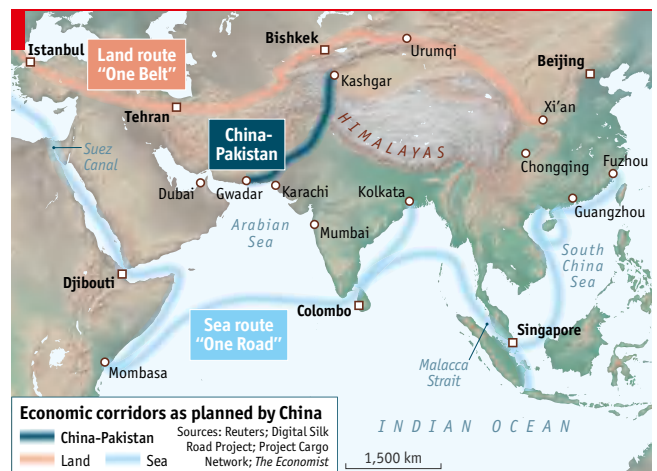 Istanbul
Land route
"One Belt"
Bishkek
Urumqi
Beijing
Kashgar
Tehran
Xi'an
HIMALAYAS
China-
Pakistan
Suez
Canal
Chongqing
Fuzhou
Dubai
Gwadar
Karachi
Kolkata
Guangzhou
Arabian
Sea
Mumbai
South
China
Sea
Djibouti
Colombo
Sea route
"One Road"
Singapore
Malacca
Strait
Mombasa
Economic corridors as planned by China
China-Pakistan
Land
Sea
Sources: Reuters; Digital Silk
Road Project; Project Cargo
Network; The Economist
INDIAN OCEAN
1,500 km